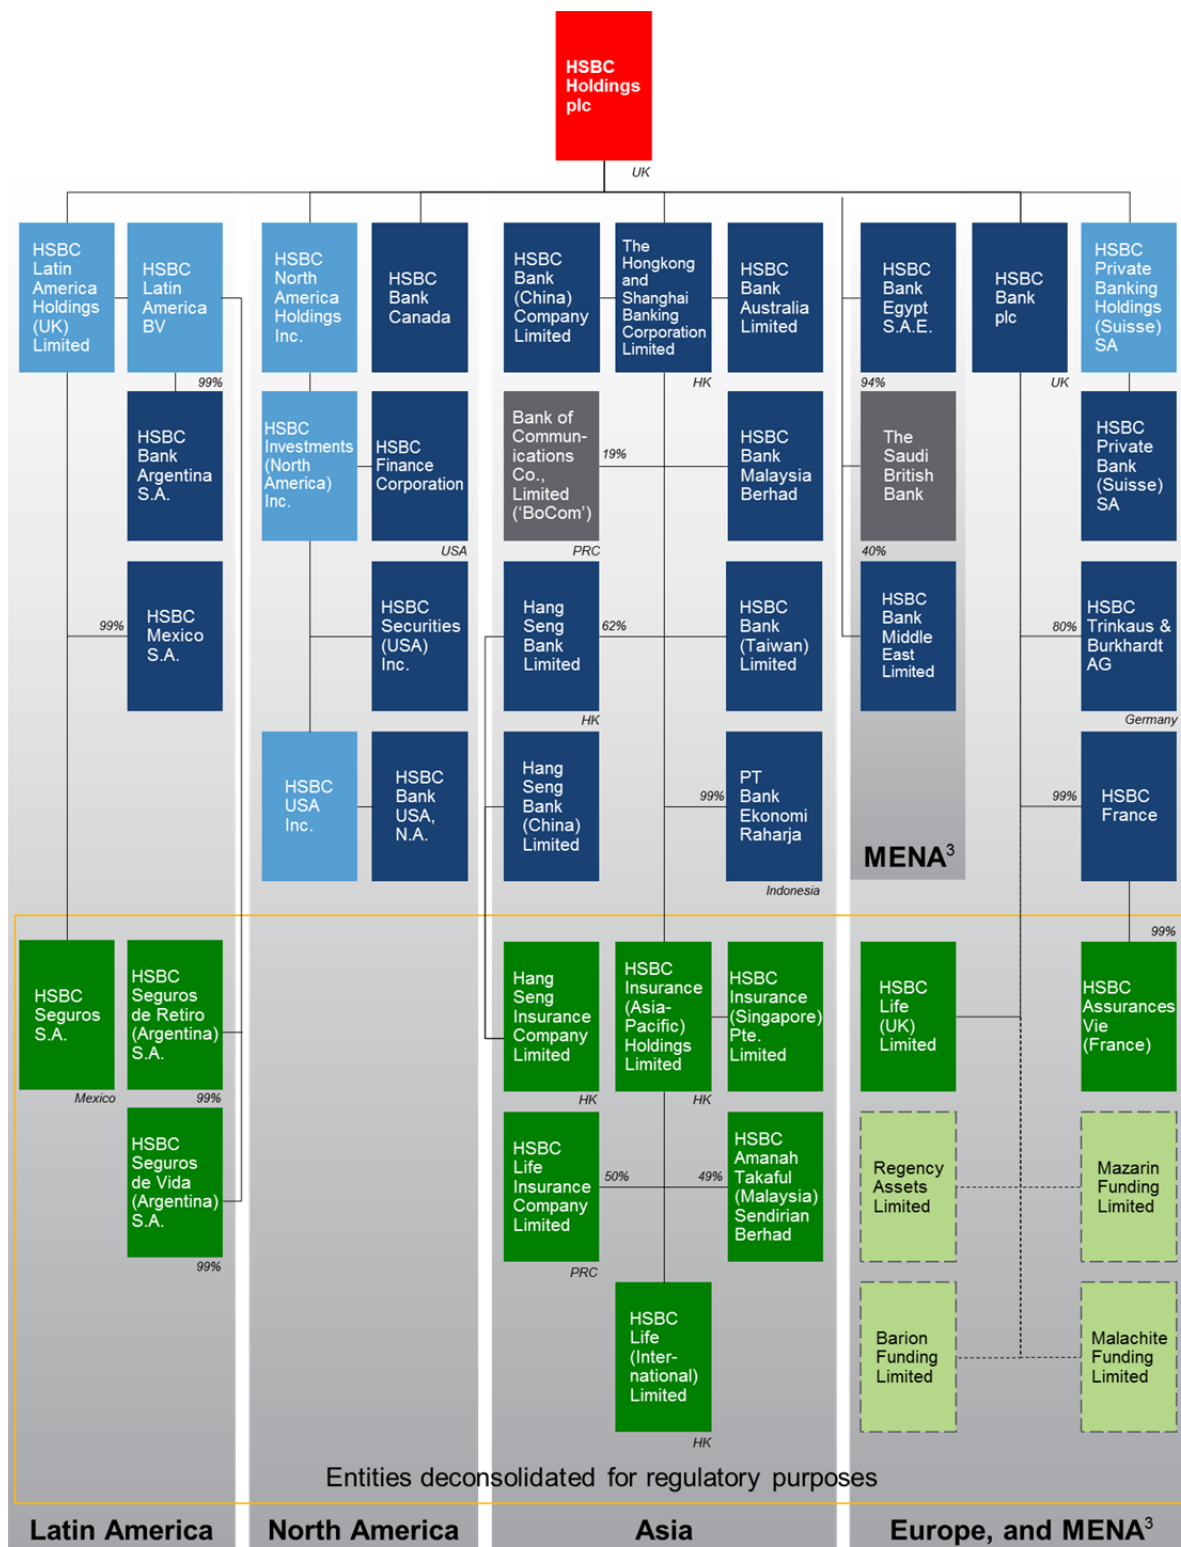 HSBC
Holdings
plc
UK
HSBC
Latin
America
Holdings
(UK)
Limited
HSBC
Latin
America
BV
99%
HSBC
North
America
Holdings
Inc.
HSBC
Bank
Canada
HSBC
Bank
(China)
Company
Limited
The
Hongkong
and
Shanghai
Banking
Corporation
Limited
HK
HSBC
Bank
Australia
Limited
HSBC
Bank
Egypt
S.A.E.
94%
HSBC
Bank
plc
UK
HSBC
Private
Banking
Holdings
(Suisse)
SA
HSBC
Bank
Argentina
S.A.
HSBC
Investments
(North
America)
Inc.
HSBC
Finance
Corporation
USA
Bank of
Commun-
ications
Co.,
Limited
('BoCom')
19%
PRC
HSBC
Bank
Malaysia
Berhad
The
Saudi
British
Bank
40%
HSBC
Private
Bank
(Suisse)
SA
99%
HSBC
Mexico
S.A.
HSBC
Securities
(USA)
Inc.
Hang
Seng
Bank
Limited
62%
HK
HSBC
Bank
(Taiwan)
Limited
HSBC
Bank
Middle
East
Limited
80%
HSBC
Trinkaus &
Burkhardt
AG
Germany
HSBC
USA
Inc.
HSBC
Bank
USA,
N.A.
Hang
Seng
Bank
(China)
Limited
99%
PT
Bank
Ekonomi
Raharja
Indonesia
MENA³
99%
HSBC
France
99%
HSBC
Seguros
S.A.
Mexico
HSBC
Seguros
de Retiro
(Argentina)
S.A.
99%
Hang
Seng
Insurance
Company
Limited
HK
HSBC
Insurance
(Asia-
Pacific)
Holdings
Limited
HK
HSBC
Insurance
(Singapore)
Pte.
Limited
HSBC
Life
(UK)
Limited
HSBC
Assurances
Vie
(France)
HSBC
Seguros
de Vida
(Argentina)
S.A.
99%
HSBC
Life
Insurance
Company
Limited
50%
PRC
49%
HSBC
Amanah
Takaful
(Malaysia)
Sendirian
Berhad
Regency
Assets
Limited
Mazarin
Funding
Limited
HSBC
Life
(Inter-
national)
Limited
HK
Barion
Funding
Limited
Malachite
Funding
Limited
Entities deconsolidated for regulatory purposes
Latin America
North America
Asia
Europe, and MENA³